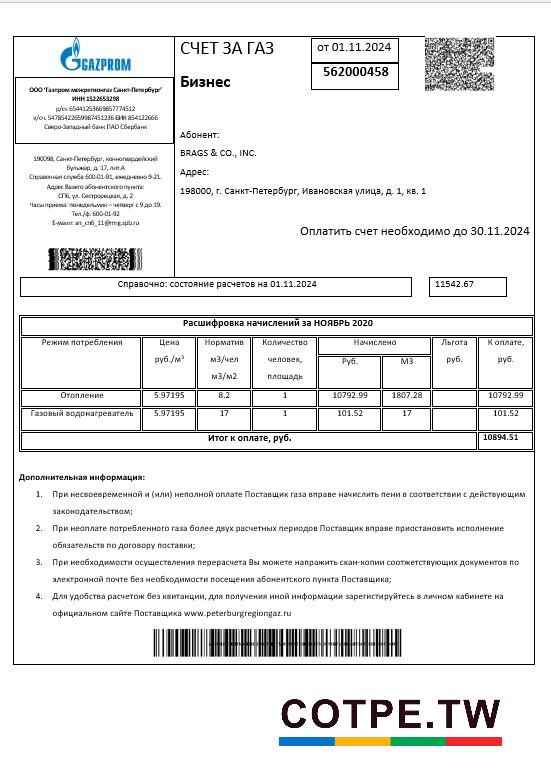 GAZPROM
СЧЕТ ЗА ГАЗ
от 01.11.2024
562000458
Бизнес
ООО 'Газпром межрегионгаз Санкт-Петербург'
ИНН 1522653298
р/сч 65441253669857774512
к/сч. 54785422659987451236 БИК 854122666
Северо-Западный банк ПАО Сбербанк
190098, Санкт-Петербург, конногвардейский
бульвар, д. 17, лит.А
Справочная служба 600-01-91, ежедневно 9-21.
Адрес Вашего абонентского пункта:
СПб, ул. Сестрорецкая, д. 2
Часы приема: понедельник – четверг с 9 до 19.
Тел./ф. 600-01-92
Е-маилт: an_cn6_11@mrg.spb.ru
Абонент:
BRAGS & CO., INC.
Адрес:
198000, г. Санкт-Петербург, Ивановская улица, д. 1, кв. 1
Оплатить счет необходимо до 30.11.2024
Справочно: состояние расчетов на 01.11.2024
11542.67
Расшифровка начислений за НОЯБРЬ 2020
Режим потребления Цена руб./м³ Норматив м3/чел м3/м2 Количество человек, площадь Начислено Руб. М3 Льгота руб. К оплате, руб.
Отопление 5.97195 8.2 1 10792.99 1807.28 10792.99
Газовый водонагреватель 5.97195 17 1 101.52 17 101.52
Итог к оплате, руб. 10894.51
Дополнительная информация:
1. При несвоевременной и (или) неполной оплате Поставщик газа вправе начислить пени в соответствии с действующим
законодательством;
2. При неоплате потребленного газа более двух расчетных периодов Поставщик вправе приостановить исполнение
обязательств по договору поставки;
3. При необходимости осуществления перерасчета Вы можете направить скан-копии соответствующих документов по
электронной почте без необходимости посещения абонентского пункта Поставщика;
4. Для удобства расчеток без квитанции, для получения иной информации зарегистируйтесь в личном кабинете на
официальном сайте Поставщика www.peterburgregiongaz.ru
COTPE.TW